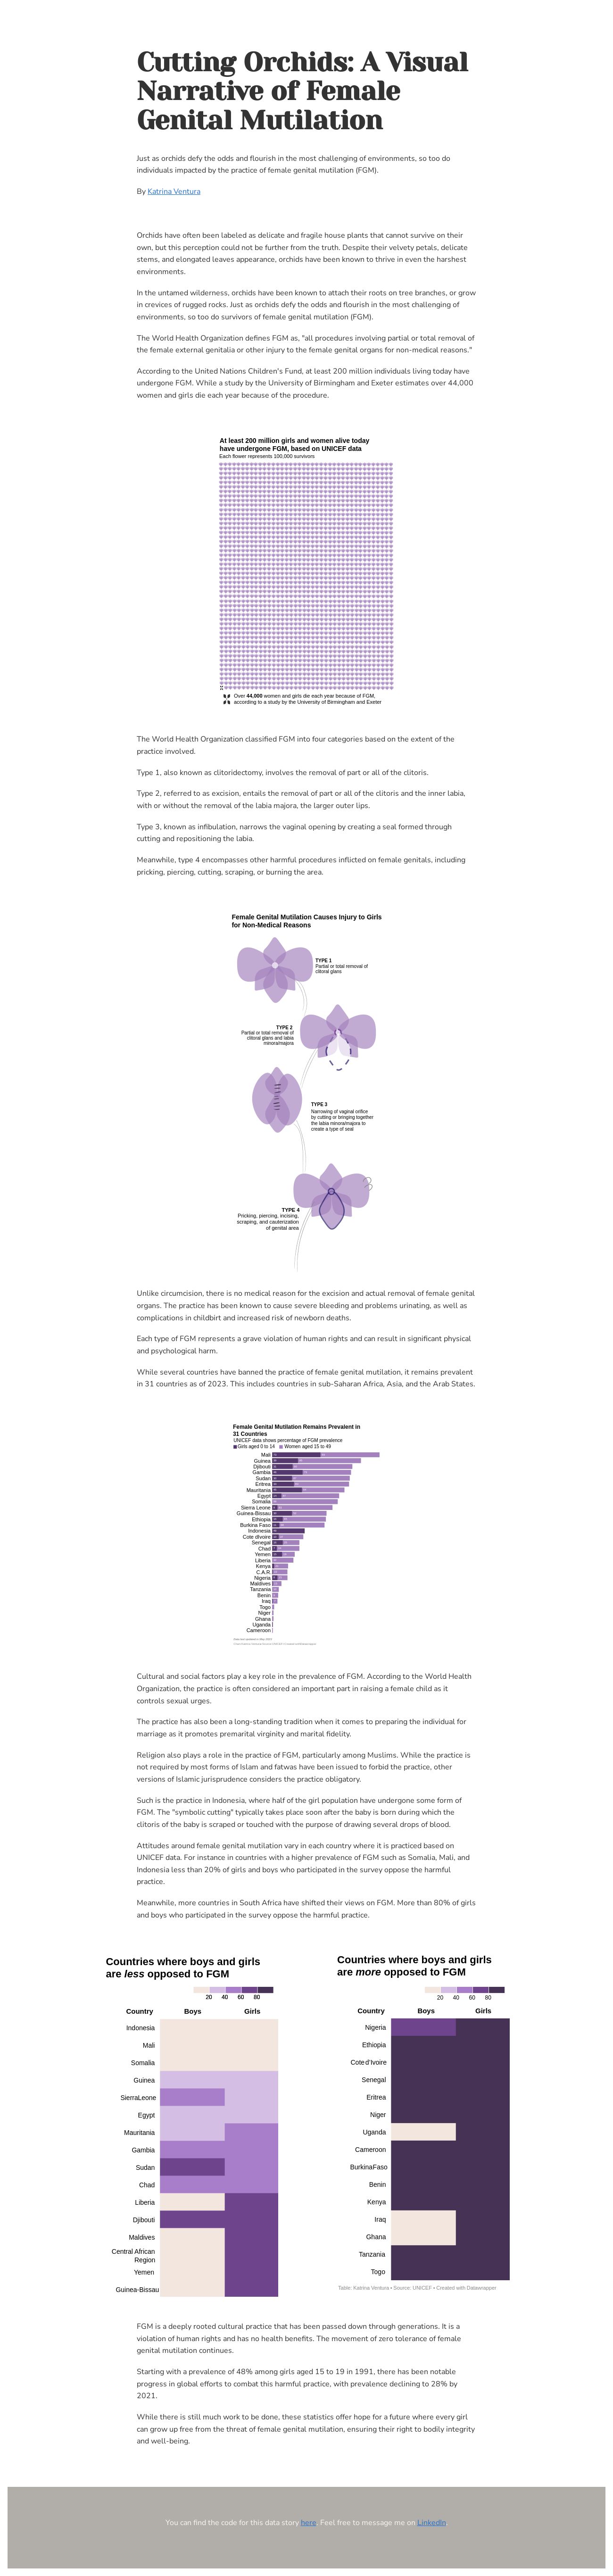 Cutting Orchids: A Visual
Narrative of Female
Genital Mutilation
Just as orchids defy the odds and flourish in the most challenging of environments, so too do
individuals impacted by the practice of female genital mutilation (FGM).
By Katrina Ventura
Orchids have often been labeled as delicate and fragile house plants that cannot survive on their
own, but this perception could not be further from the truth. Despite their velvety petals, delicate
stems, and elongated leaves appearance, orchids have been known to thrive in even the harshest
environments.
In the untamed wilderness, orchids have been known to attach their roots on tree branches, or grow
in crevices of rugged rocks. Just as orchids defy the odds and flourish in the most challenging of
environments, so too do survivors of female genital mutilation (FGM).
The World Health Organization defines FGM as, "all procedures involving partial or total removal of
the female external genitalia or other injury to the female genital organs for non-medical reasons."
According to the United Nations Children's Fund, at least 200 million individuals living today have
undergone FGM. While a study by the University of Birmingham and Exeter estimates over 44,000
women and girls die each year because of the procedure.
At least 200 million girls and women alive today
have undergone FGM, based on UNICEF data
Each flower represents 100,000 survivors
Over 44,000 women and girls die each year because of FGM,
according to a study by the University of Birmingham and Exeter
The World Health Organization classified FGM into four categories based on the extent of the
practice involved.
Type 1, also known as clitoridectomy, involves the removal of part or all of the clitoris.
Type 2, referred to as excision, entails the removal of part or all of the clitoris and the inner labia,
with or without the removal of the labia majora, the larger outer lips.
Type 3, known as infibulation, narrows the vaginal opening by creating a seal formed through
cutting and repositioning the labia.
Meanwhile, type 4 encompasses other harmful procedures inflicted on female genitals, including
pricking, piercing, cutting, scraping, or burning the area.
Female Genital Mutilation Causes Injury to Girls
for Non-Medical Reasons
TYPE 1
Partial or total removal of
clitoral glans
TYPE 2
Partial or total removal of
clitoral glans and labia
minora/majora
TYPE 3
Narrowing of vaginal orifice
by cutting or bringing together
the labia minora/majora to
create a type of seal
TYPE 4
Pricking, piercing, incising,
scraping, and cauterization
of genital area
Unlike circumcision, there is no medical reason for the excision and actual removal of female genital
organs. The practice has been known to cause severe bleeding and problems urinating, as well as
complications in childbirt and increased risk of newborn deaths.
Each type of FGM represents a grave violation of human rights and can result in significant physical
and psychological harm.
While several countries have banned the practice of female genital mutilation, it remains prevalent
in 31 countries as of 2023. This includes countries in sub-Saharan Africa, Asia, and the Arab States.
Female Genital Mutilation Remains Prevalent in
31 Countries
UNICEF data shows percentage of FGM prevalence
Girls aged 0 to 14 Women aged 15 to 49
Mali
Guinea
Djibouti
Gambia
Sudan
Eritrea
Mauritania
Egypt
Somalia
Sierra Leone
Guinea-Bissau
Ethiopia
Burkina Faso
Indonesia
Cote dIvoire
Senegal
Chad
Yemen
Liberia
Kenya
C.A.R.
Nigeria
Maldives
Tanzania
Benin
Iraq
Togo
Niger
Ghana
Uganda
Cameroon
Cultural and social factors play a key role in the prevalence of FGM. According to the World Health
Organization, the practice is often considered an important part in raising a female child as it
controls sexual urges.
The practice has also been a long-standing tradition when it comes to preparing the individual for
marriage as it promotes premarital virginity and marital fidelity.
Religion also plays a role in the practice of FGM, particularly among Muslims. While the practice is
not required by most forms of Islam and fatwas have been issued to forbid the practice, other
versions of Islamic jurisprudence considers the practice obligatory.
Such is the practice in Indonesia, where half of the girl population have undergone some form of
FGM. The "symbolic cutting" typically takes place soon after the baby is born during which the
clitoris of the baby is scraped or touched with the purpose of drawing several drops of blood.
Attitudes around female genital mutilation vary in each country where it is practiced based on
UNICEF data. For instance in countries with a higher prevalence of FGM such as Somalia, Mali, and
Indonesia less than 20% of girls and boys who participated in the survey oppose the harmful
practice.
Meanwhile, more countries in South Africa have shifted their views on FGM. More than 80% of girls
and boys who participated in the survey oppose the harmful practice.
Countries where boys and girls
are less opposed to FGM
20 40 60 80
Country Boys Girls
Indonesia
Mali
Somalia
Guinea
SierraLeone
Egypt
Mauritania
Gambia
Sudan
Chad
Liberia
Djibouti
Maldives
Central African
Region
Yemen
Guinea-Bissau
Countries where boys and girls
are more opposed to FGM
20 40 60 80
Country Boys Girls
Nigeria
Ethiopia
Coted'Ivoire
Senegal
Eritrea
Niger
Uganda
Cameroon
BurkinaFaso
Benin
Kenya
Iraq
Ghana
Tanzania
Togo
Table: Katrina Ventura • Source: UNICEF • Created with Datawrapper
FGM is a deeply rooted cultural practice that has been passed down through generations. It is a
violation of human rights and has no health benefits. The movement of zero tolerance of female
genital mutilation continues.
Starting with a prevalence of 48% among girls aged 15 to 19 in 1991, there has been notable
progress in global efforts to combat this harmful practice, with prevalence declining to 28% by
2021.
While there is still much work to be done, these statistics offer hope for a future where every girl
can grow up free from the threat of female genital mutilation, ensuring their right to bodily integrity
and well-being.
You can find the code for this data story here. Feel free to message me on LinkedIn.